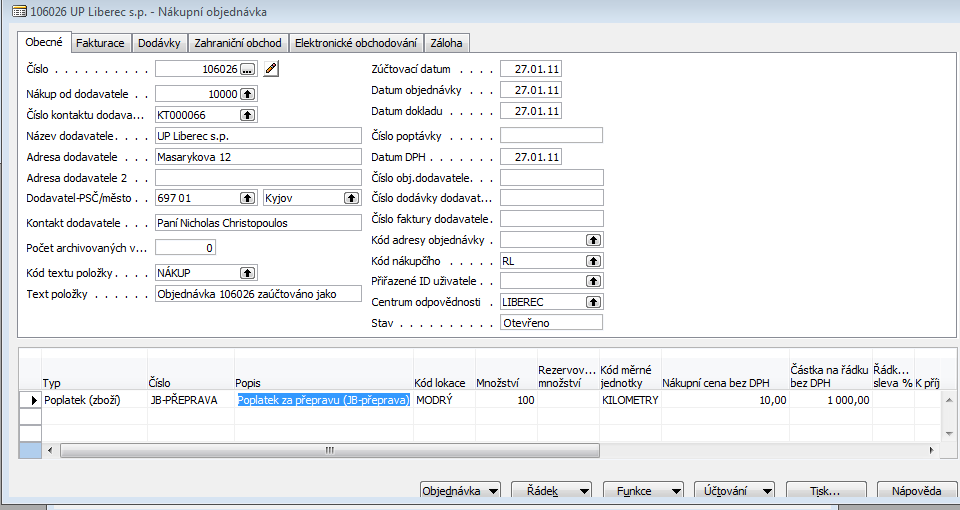 106026 UP Liberec s.p. - Nákupní objednávka
Obecné Fakturace Dodávky Zahraniční obchod Elektronické obchodování Záloha
Číslo . . . . . . . . . . 106026 ...
Nákup od dodavatele 10000
Číslo kontaktu dodava... KT000066
Název dodavatele. . . . UP Liberec s.p.
Adresa dodavatele . . . Masarykova 12
Adresa dodavatele 2 .
Dodavatel-PSČ/město . . 697 01 Kyjov
Kontakt dodavatele . . . Paní Nicholas Christopoulos
Počet archivovaných v... 0
Kód textu položky. . . . NÁKUP
Text položky . . . . . . Objednávka 106026 zaúčtováno jako
Zúčtovací datum . . . . 27.01.11
Datum objednávky . . . 27.01.11
Datum dokladu . . . . . 27.01.11
Číslo poptávky . . . . .
Datum DPH . . . . . . . 27.01.11
Číslo obj.dodavatele. . .
Číslo dodávky dodavat...
Číslo faktury dodavatele.
Kód adresy objednávky .
Kód nákupčího . . . . . RL
Přiřazené ID uživatele . .
Centrum odpovědnosti . LIBEREC
Stav . . . . . . . . . . Otevřeno
Typ Číslo Popis Kód lokace Množství Rezervov... množství Kód měrné jednotky Nákupní cena bez DPH Částka na řádku bez DPH Řádk... sleva % K příj
Poplatek (zboží) JB-PŘEPRAVA Poplatek za přepravu (JB-přeprava) MODRÝ 100 KILOMETRY 10,00 1 000,00
Objednávka Řádek Funkce Účtování Tisk... Nápověda